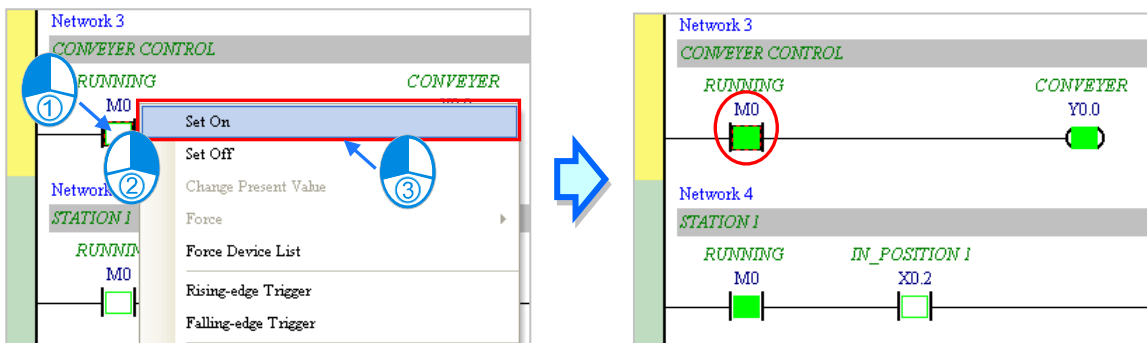 Network 3
CONVEYER CONTROL
RUNNING CONVEYER
M0
①
Set On
Set Off
②
③
Network
Change Present Value
STATION 1
Force
RUNNIN
Force Device List
M0
Rising-edge Trigger
Falling-edge Trigger
Network 3
CONVEYER CONTROL
RUNNING CONVEYER
M0 Y0.0
Network 4
STATION 1
RUNNING IN_POSITION 1
M0 X0.2